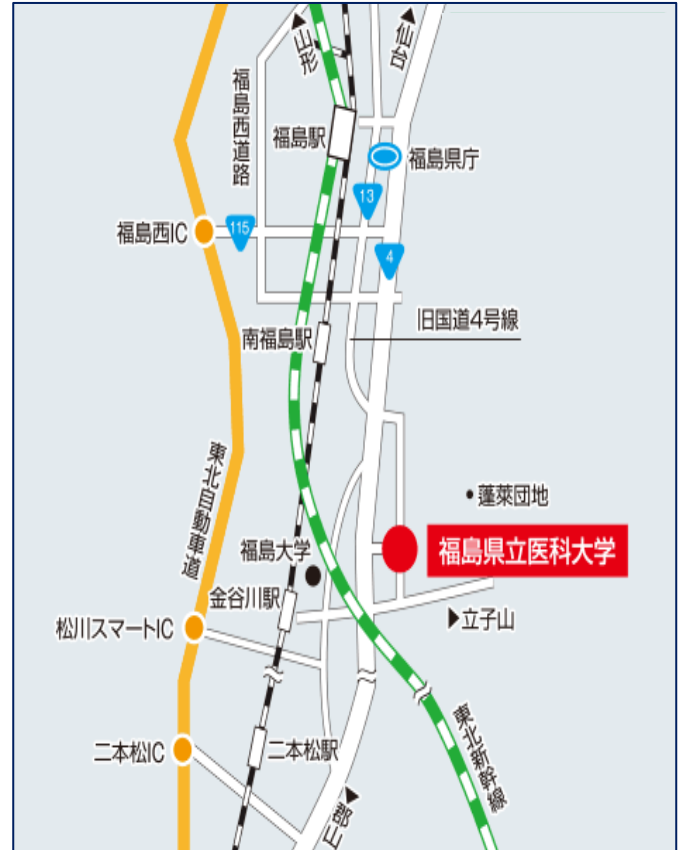 山形
仙台
福島西道路
福島駅
福島県庁
13
福島西IC
115
4
旧国道4号線
南福島駅
東北自動車道
蓬萊団地
福島大学
福島県立医科大学
金谷川駅
立子山
松川スマートIC
東北新幹線
二本松IC
二本松駅
郡山